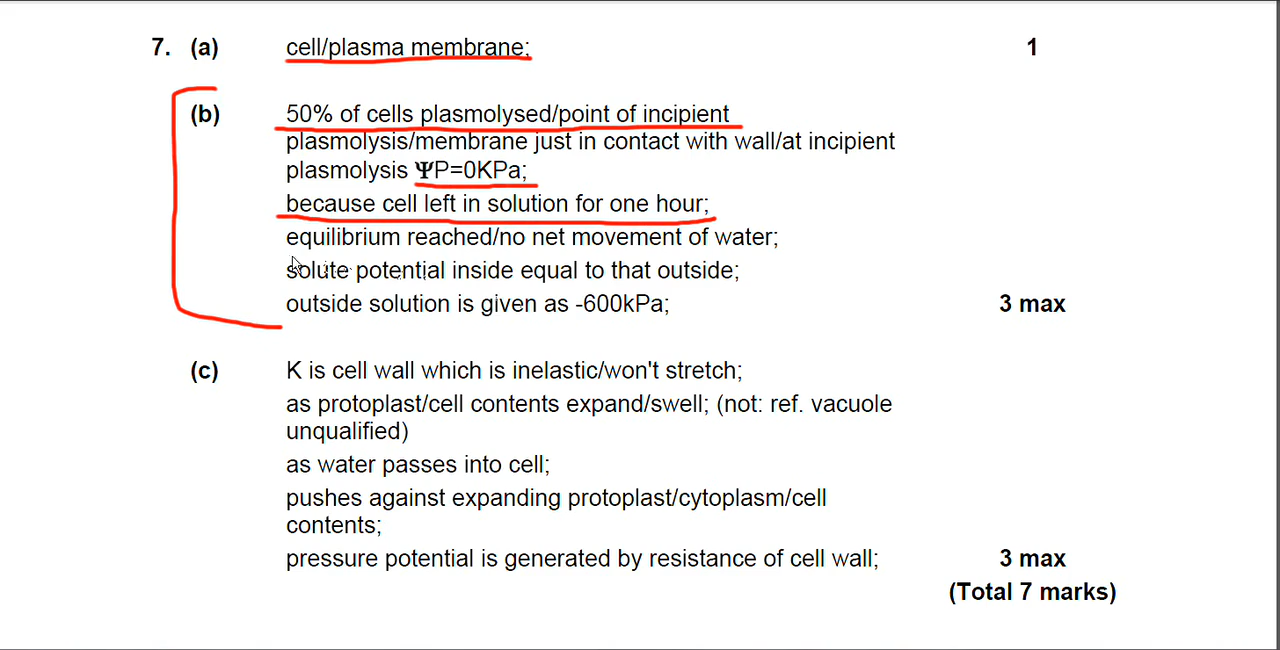 7. (a) cell/plasma membrane; 1
(b) 50% of cells plasmolysed/point of incipient
plasmolysis/membrane just in contact with wall/at incipient
plasmolysis ΨP=0KPa;
because cell left in solution for one hour;
equilibrium reached/no net movement of water;
solute potential inside equal to that outside;
outside solution is given as -600kPa; 3 max
(c) K is cell wall which is inelastic/won't stretch;
as protoplast/cell contents expand/swell; (not: ref. vacuole
unqualified)
as water passes into cell;
pushes against expanding protoplast/cytoplasm/cell
contents;
pressure potential is generated by resistance of cell wall; 3 max
(Total 7 marks)